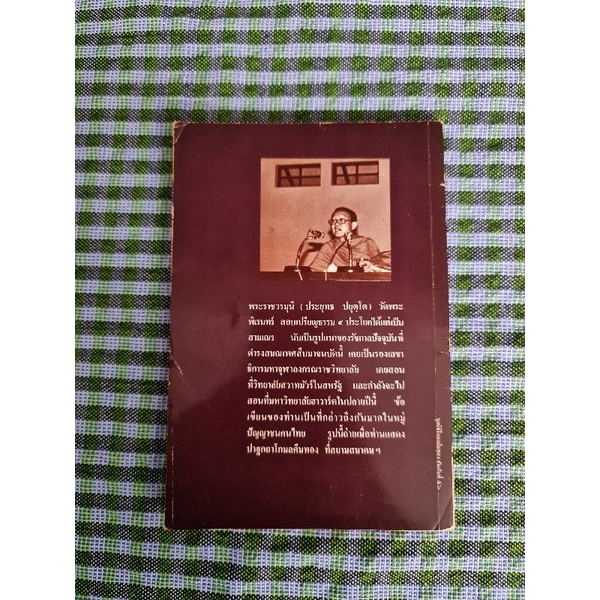 พระราชวรมุนี ( ประยุทธ ปยุตฺโต ) วัดพระ
พิเรนทร์ สอบเปรียญธรรม ๙ ประโยคได้แต่เป็น
สามเณร นับเป็นรูปแรกของรัชกาลปัจจุบันที่
ดำรงสมณเพศสืบมาจนบัดนี้ เคยเป็นรองเลขา
ธิการมหาจุฬาลงกรณราชวิทยาลัย เคยสอน
ที่วิทยาลัยสวาทมัวร์ในสหรัฐ และกำลังจะไป
สอนที่มหาวิทยาลัยฮาวาร์ดในปลายปีนี้ ข้อ
เขียนของท่านเป็นที่กล่าวถึงกันมากในหมู่
ปัญญาชนคนไทย รูปนี้ถ่ายเมื่อท่านแสดง
ปาฐกถาโกมลคีมทอง ที่สยามสมาคม ฯ